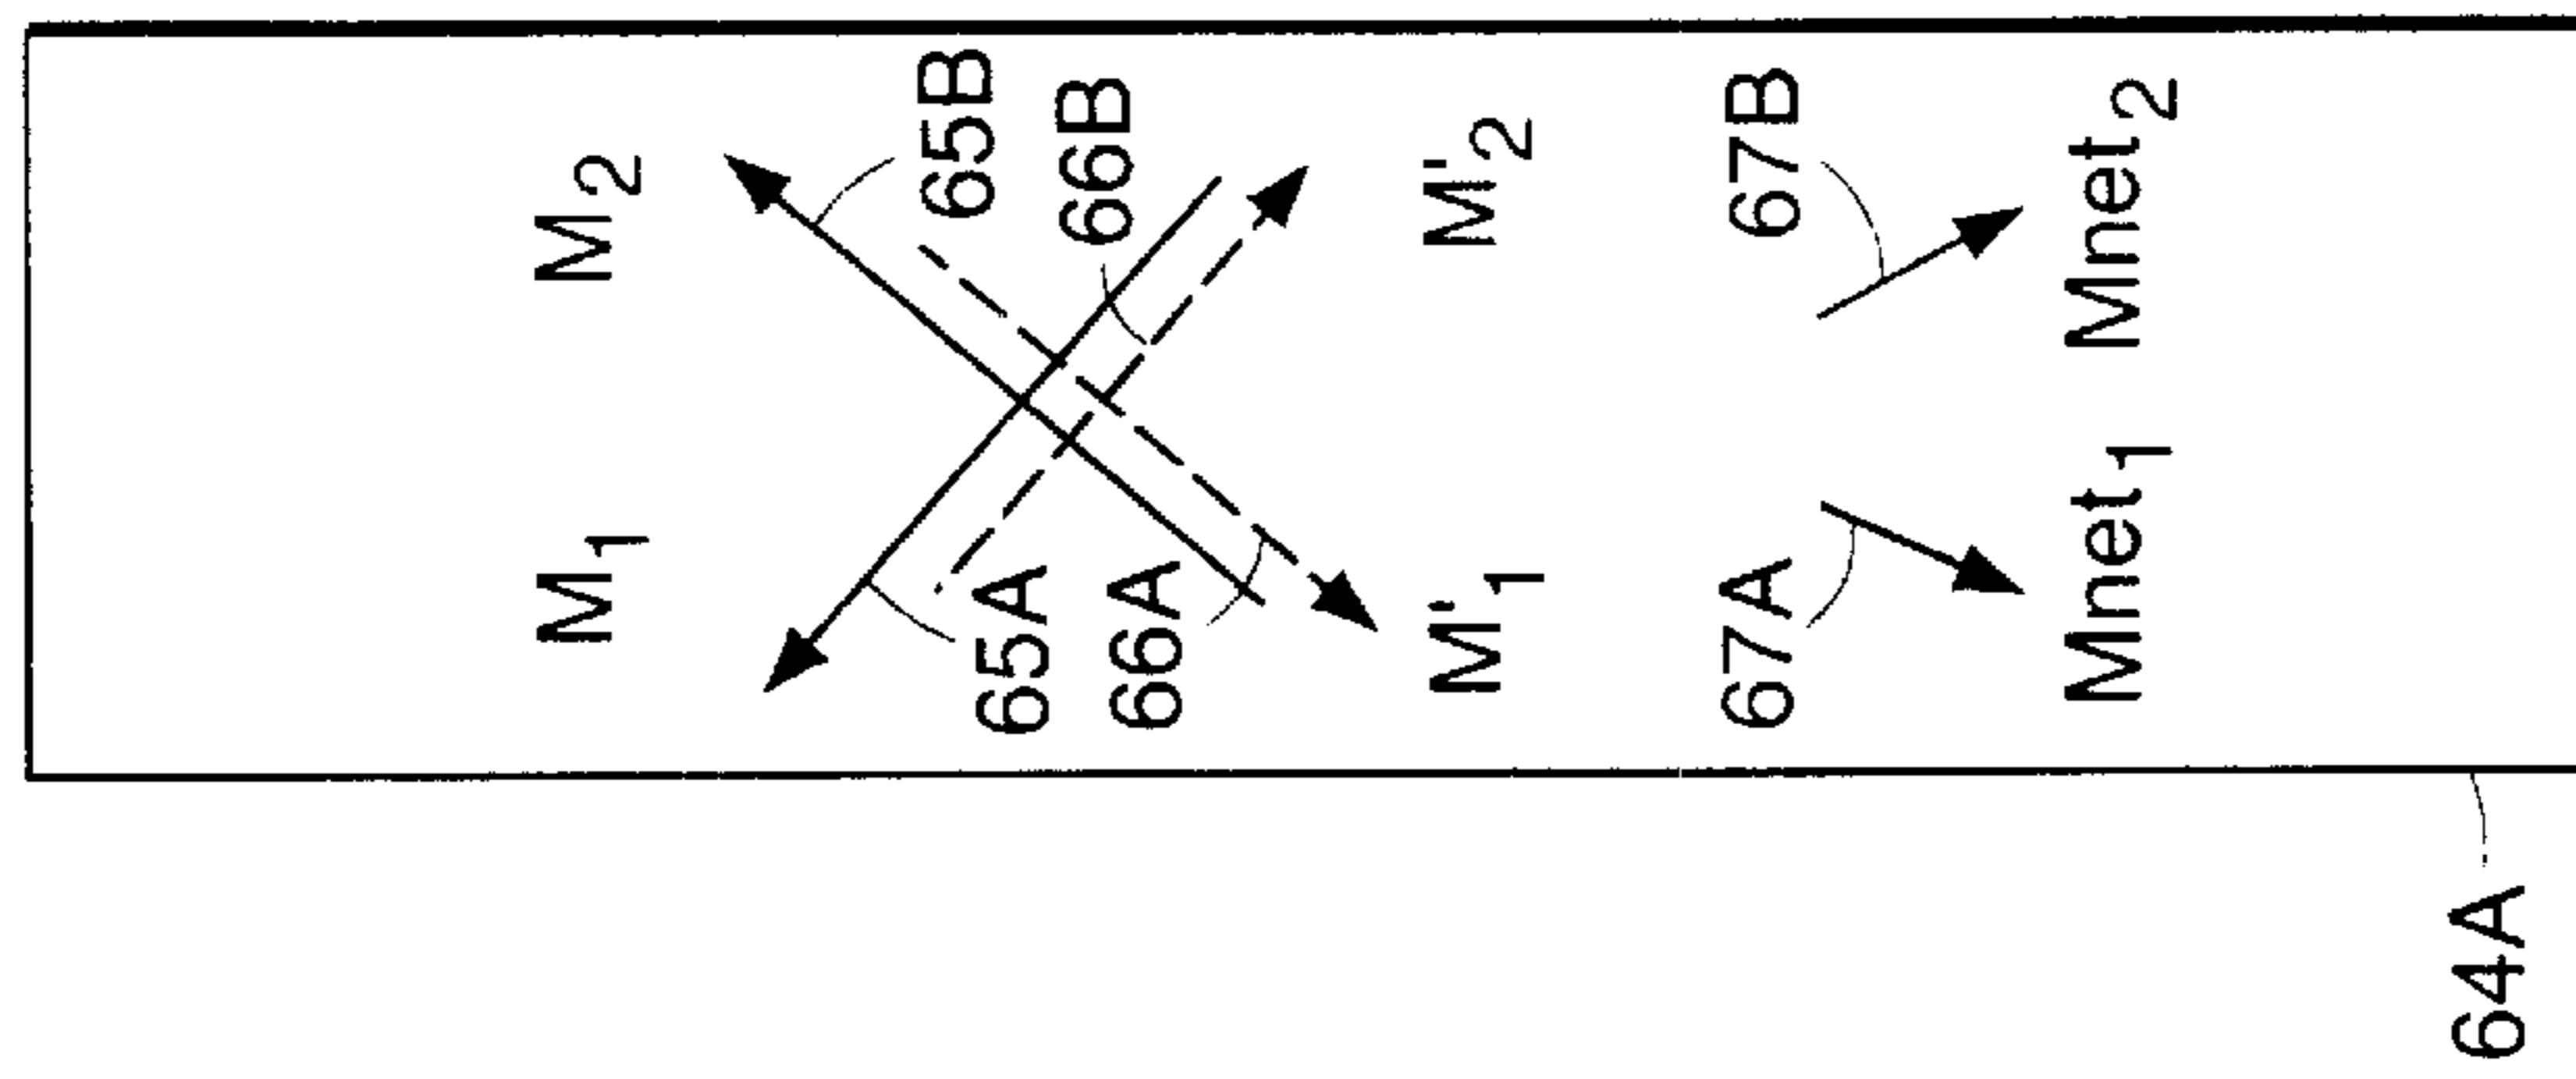 M₁ M₂
65A 65B
66A 66B
M'₁ M'₂
67A 67B
Mnet₁ Mnet₂
64A